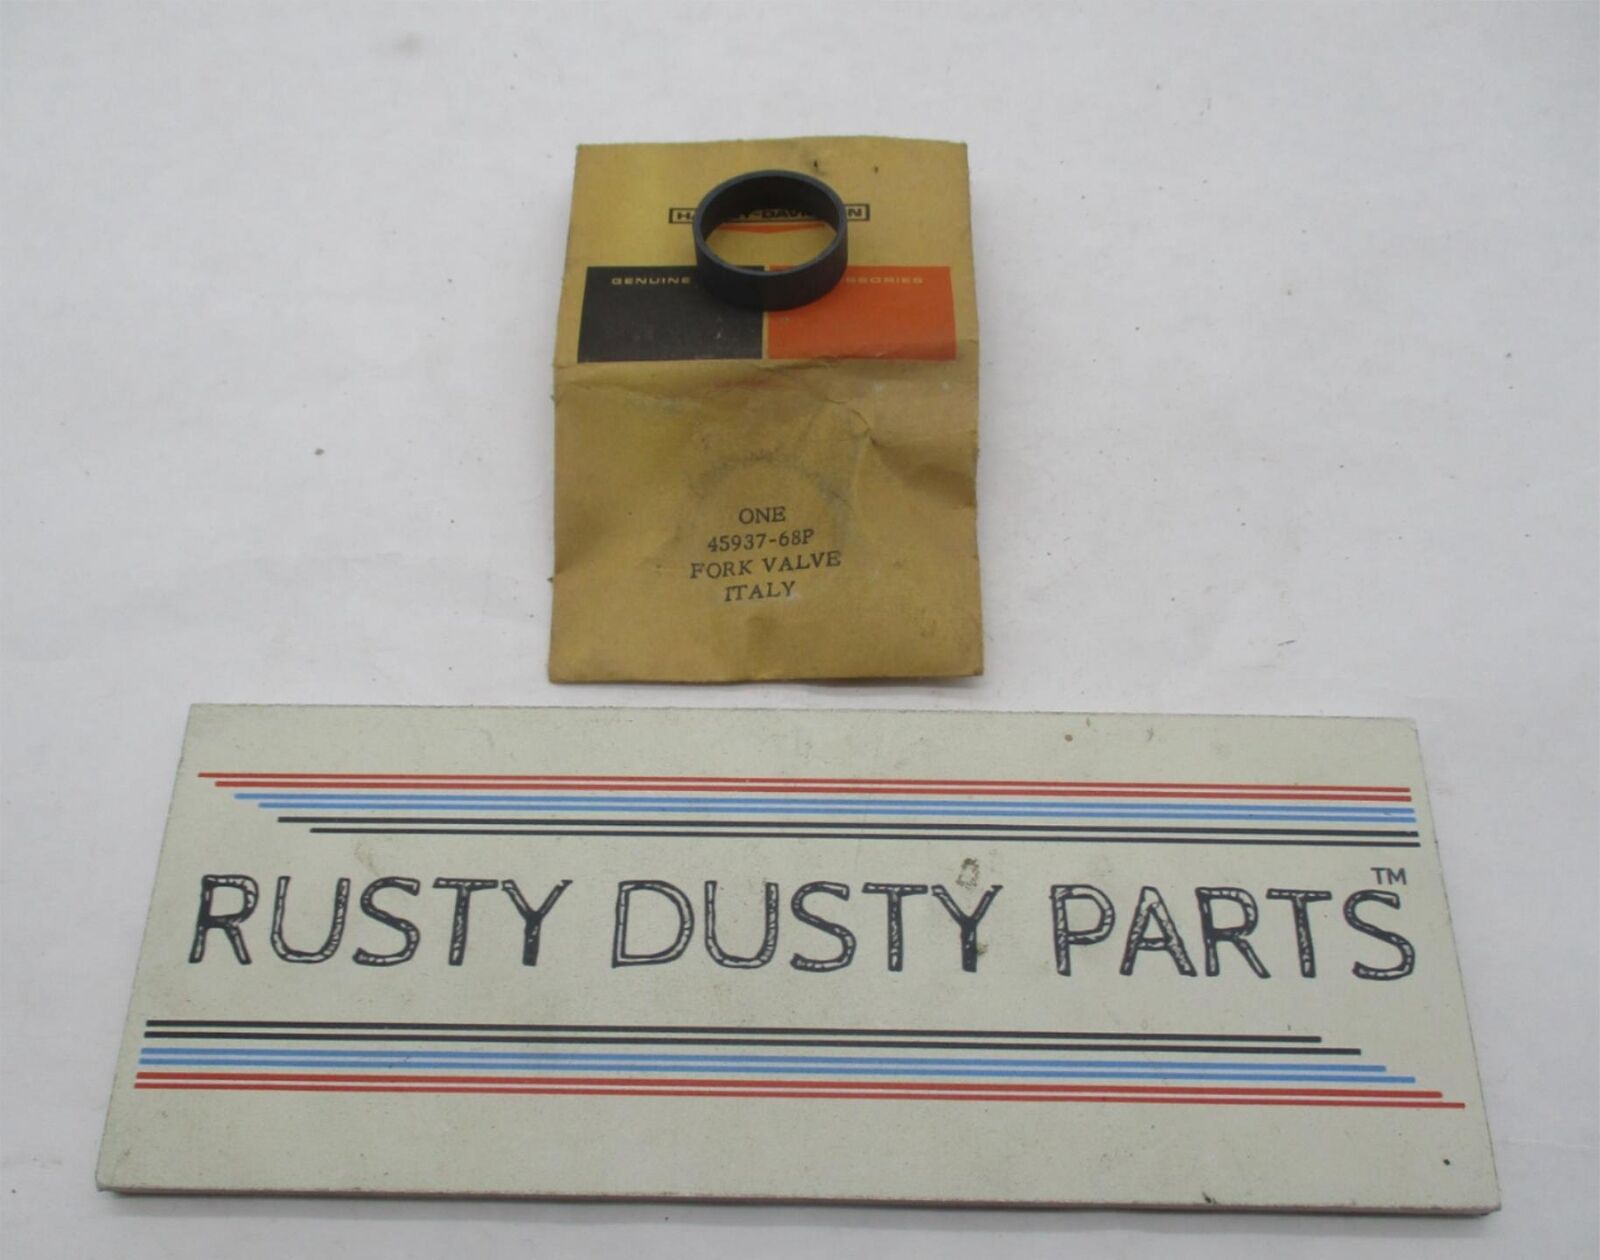 GENUINE
ONE
45937-68P
FORK VALVE
ITALY
RUSTY DUSTY PARTS™